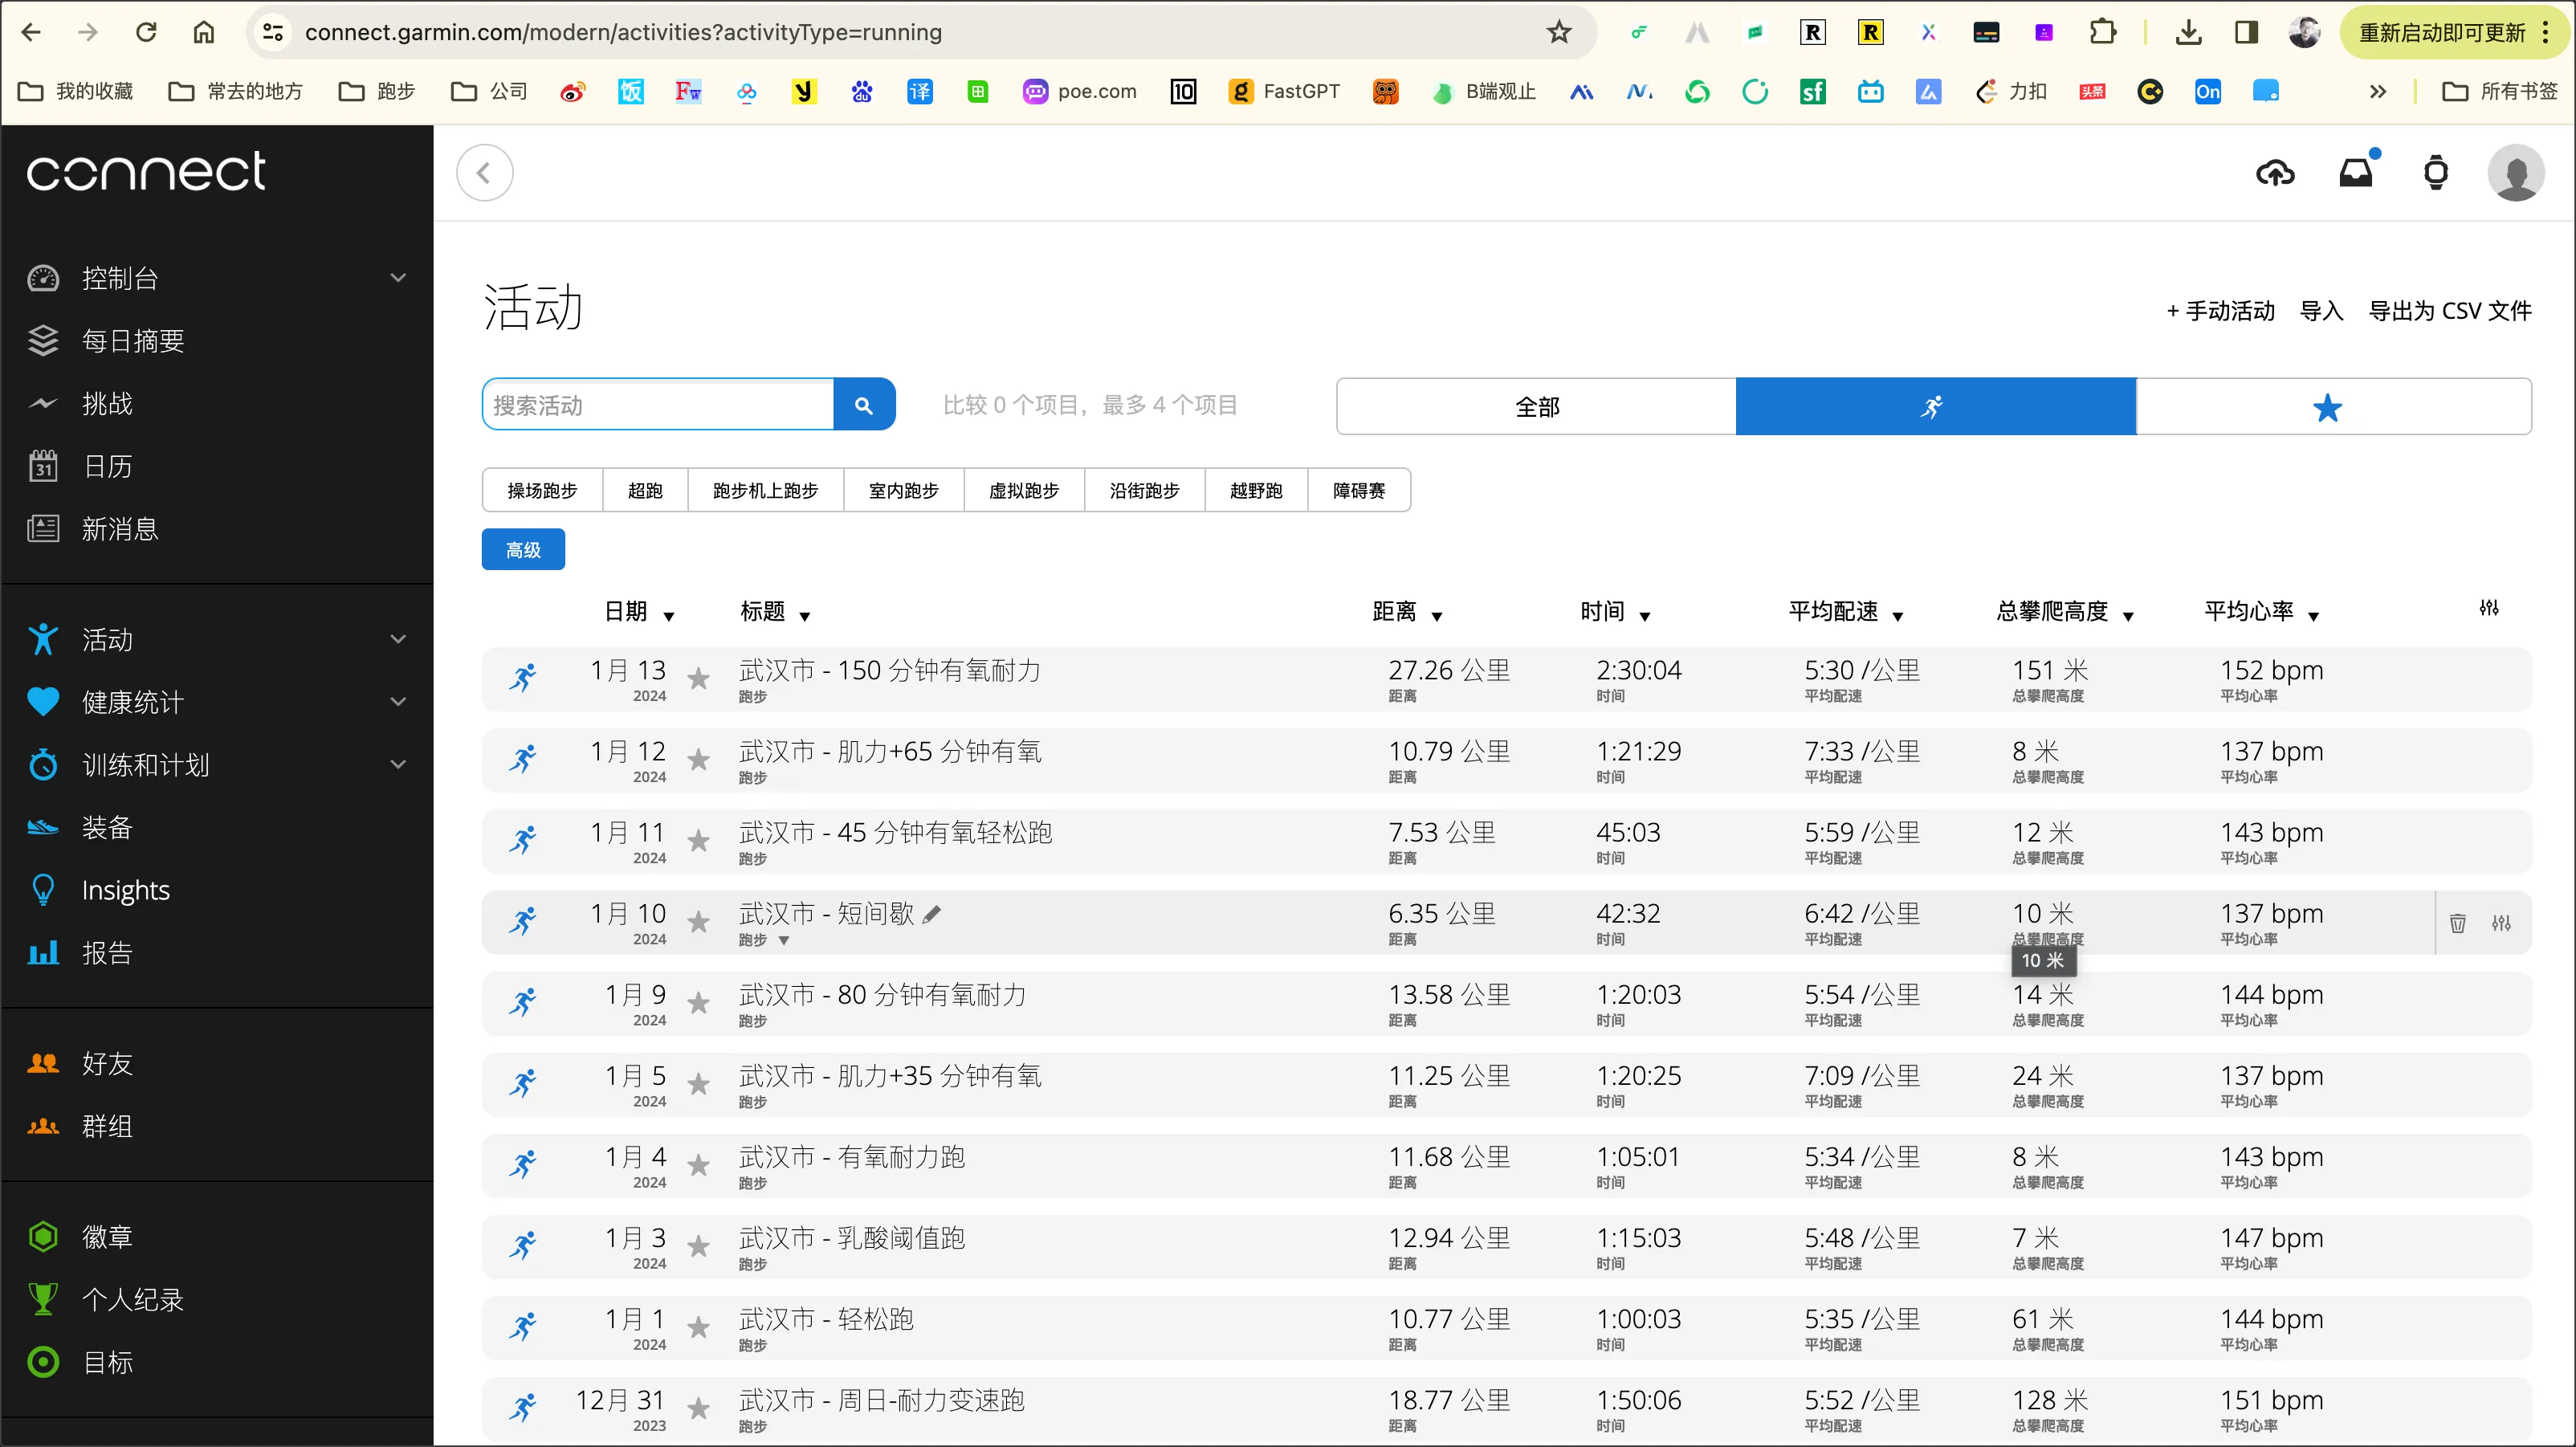 connect.garmin.com/modern/activities?activityType=running
重新启动即可更新
我的收藏 常去的地方 跑步 公司 饭 Fw y du 译 poe.com 10 g FastGPT B端观止 sf 力扣 头条 On 所有书签
connect
控制台
每日摘要
挑战
31 日历
新消息
活动
健康统计
训练和计划
装备
Insights
报告
好友
群组
徽章
个人纪录
目标
活动
+ 手动活动 导入 导出为 CSV 文件
搜索活动
比较 0 个项目，最多 4 个项目
全部
操场跑步 超跑 跑步机上跑步 室内跑步 虚拟跑步 沿街跑步 越野跑 障碍赛
高级
日期 标题 距离 时间 平均配速 总攀爬高度 平均心率
1月 13 武汉市 - 150 分钟有氧耐力 27.26 公里 2:30:04 5:30 /公里 151 米 152 bpm
2024 跑步 距离 时间 平均配速 总攀爬高度 平均心率
1月 12 武汉市 - 肌力+65 分钟有氧 10.79 公里 1:21:29 7:33 /公里 8 米 137 bpm
2024 跑步 距离 时间 平均配速 总攀爬高度 平均心率
1月 11 武汉市 - 45 分钟有氧轻松跑 7.53 公里 45:03 5:59 /公里 12 米 143 bpm
2024 跑步 距离 时间 平均配速 总攀爬高度 平均心率
1月 10 武汉市 - 短间歇 6.35 公里 42:32 6:42 /公里 10 米 137 bpm
2024 跑步 距离 时间 平均配速 总攀爬高度 平均心率
10 米
1月 9 武汉市 - 80 分钟有氧耐力 13.58 公里 1:20:03 5:54 /公里 14 米 144 bpm
2024 跑步 距离 时间 平均配速 总攀爬高度 平均心率
1月 5 武汉市 - 肌力+35 分钟有氧 11.25 公里 1:20:25 7:09 /公里 24 米 137 bpm
2024 跑步 距离 时间 平均配速 总攀爬高度 平均心率
1月 4 武汉市 - 有氧耐力跑 11.68 公里 1:05:01 5:34 /公里 8 米 143 bpm
2024 跑步 距离 时间 平均配速 总攀爬高度 平均心率
1月 3 武汉市 - 乳酸阈值跑 12.94 公里 1:15:03 5:48 /公里 7 米 147 bpm
2024 跑步 距离 时间 平均配速 总攀爬高度 平均心率
1月 1 武汉市 - 轻松跑 10.77 公里 1:00:03 5:35 /公里 61 米 144 bpm
2024 跑步 距离 时间 平均配速 总攀爬高度 平均心率
12月 31 武汉市 - 周日-耐力变速跑 18.77 公里 1:50:06 5:52 /公里 128 米 151 bpm
2023 跑步 距离 时间 平均配速 总攀爬高度 平均心率